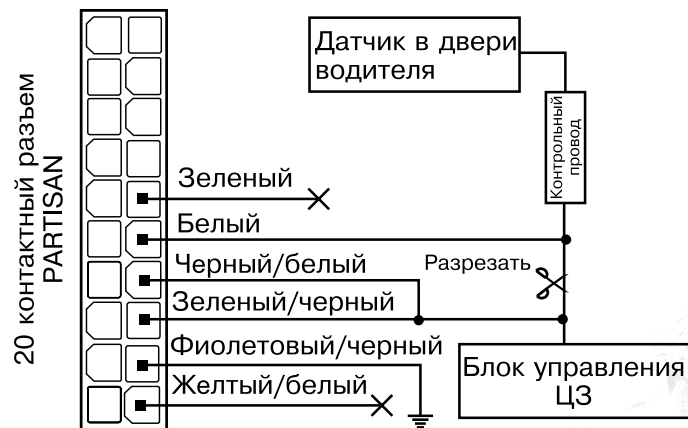 20 контактный разъем
PARTISAN
Датчик в двери
водителя
Контрольный
провод
Зеленый
Белый
Черный/белый
Разрезать
Зеленый/черный
Фиолетовый/черный
Желтый/белый
Блок управления
ЦЗ